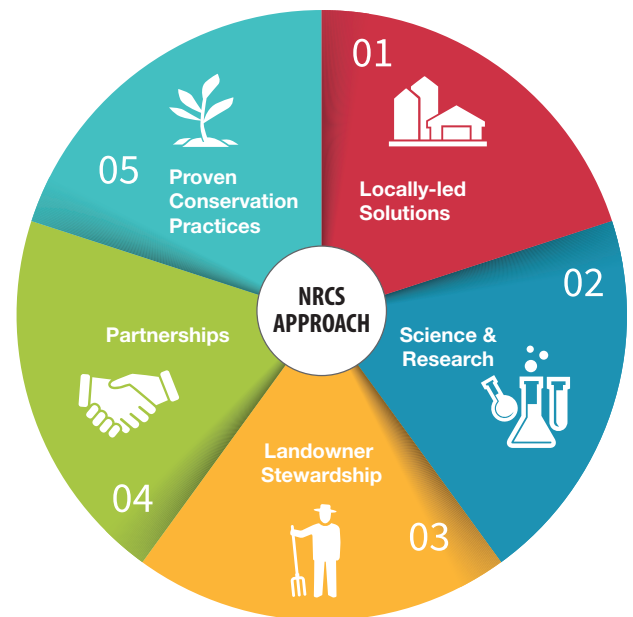 01
Locally-led
Solutions
02
Science &
Research
03
Landowner
Stewardship
04
Partnerships
05
Proven
Conservation
Practices
NRCS
APPROACH